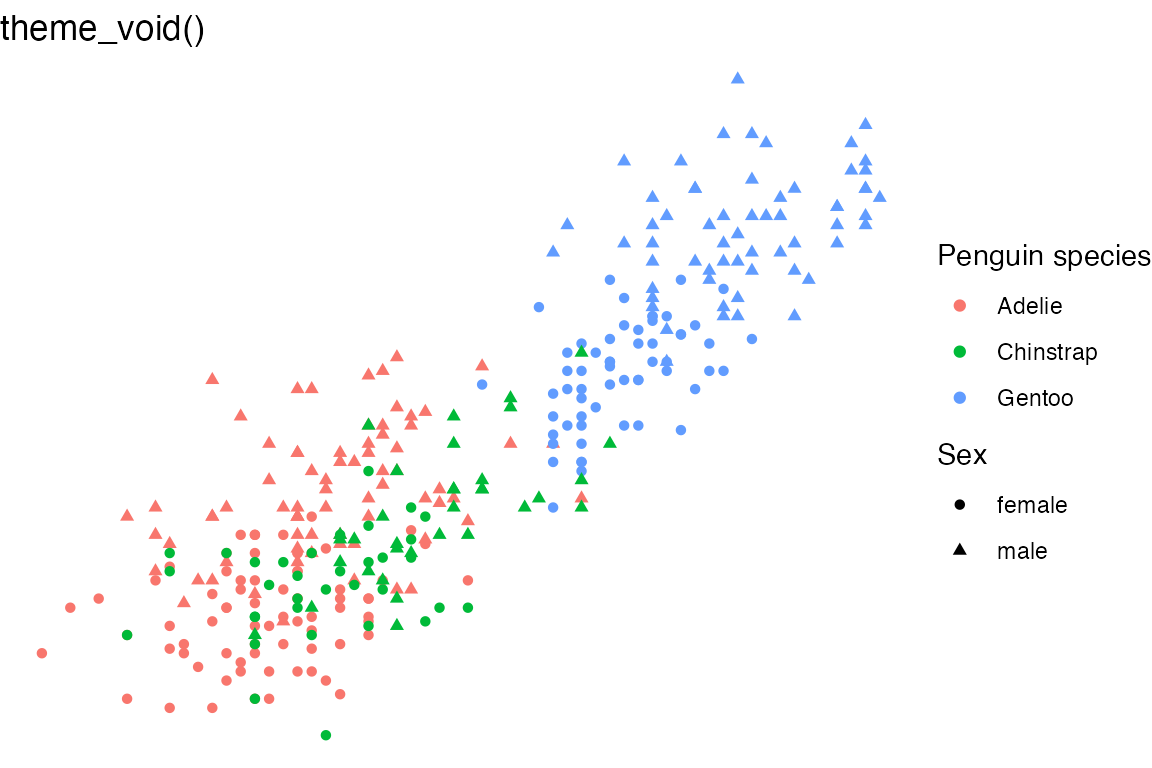 theme_void()
Penguin species
Adelie
Chinstrap
Gentoo
Sex
female
male